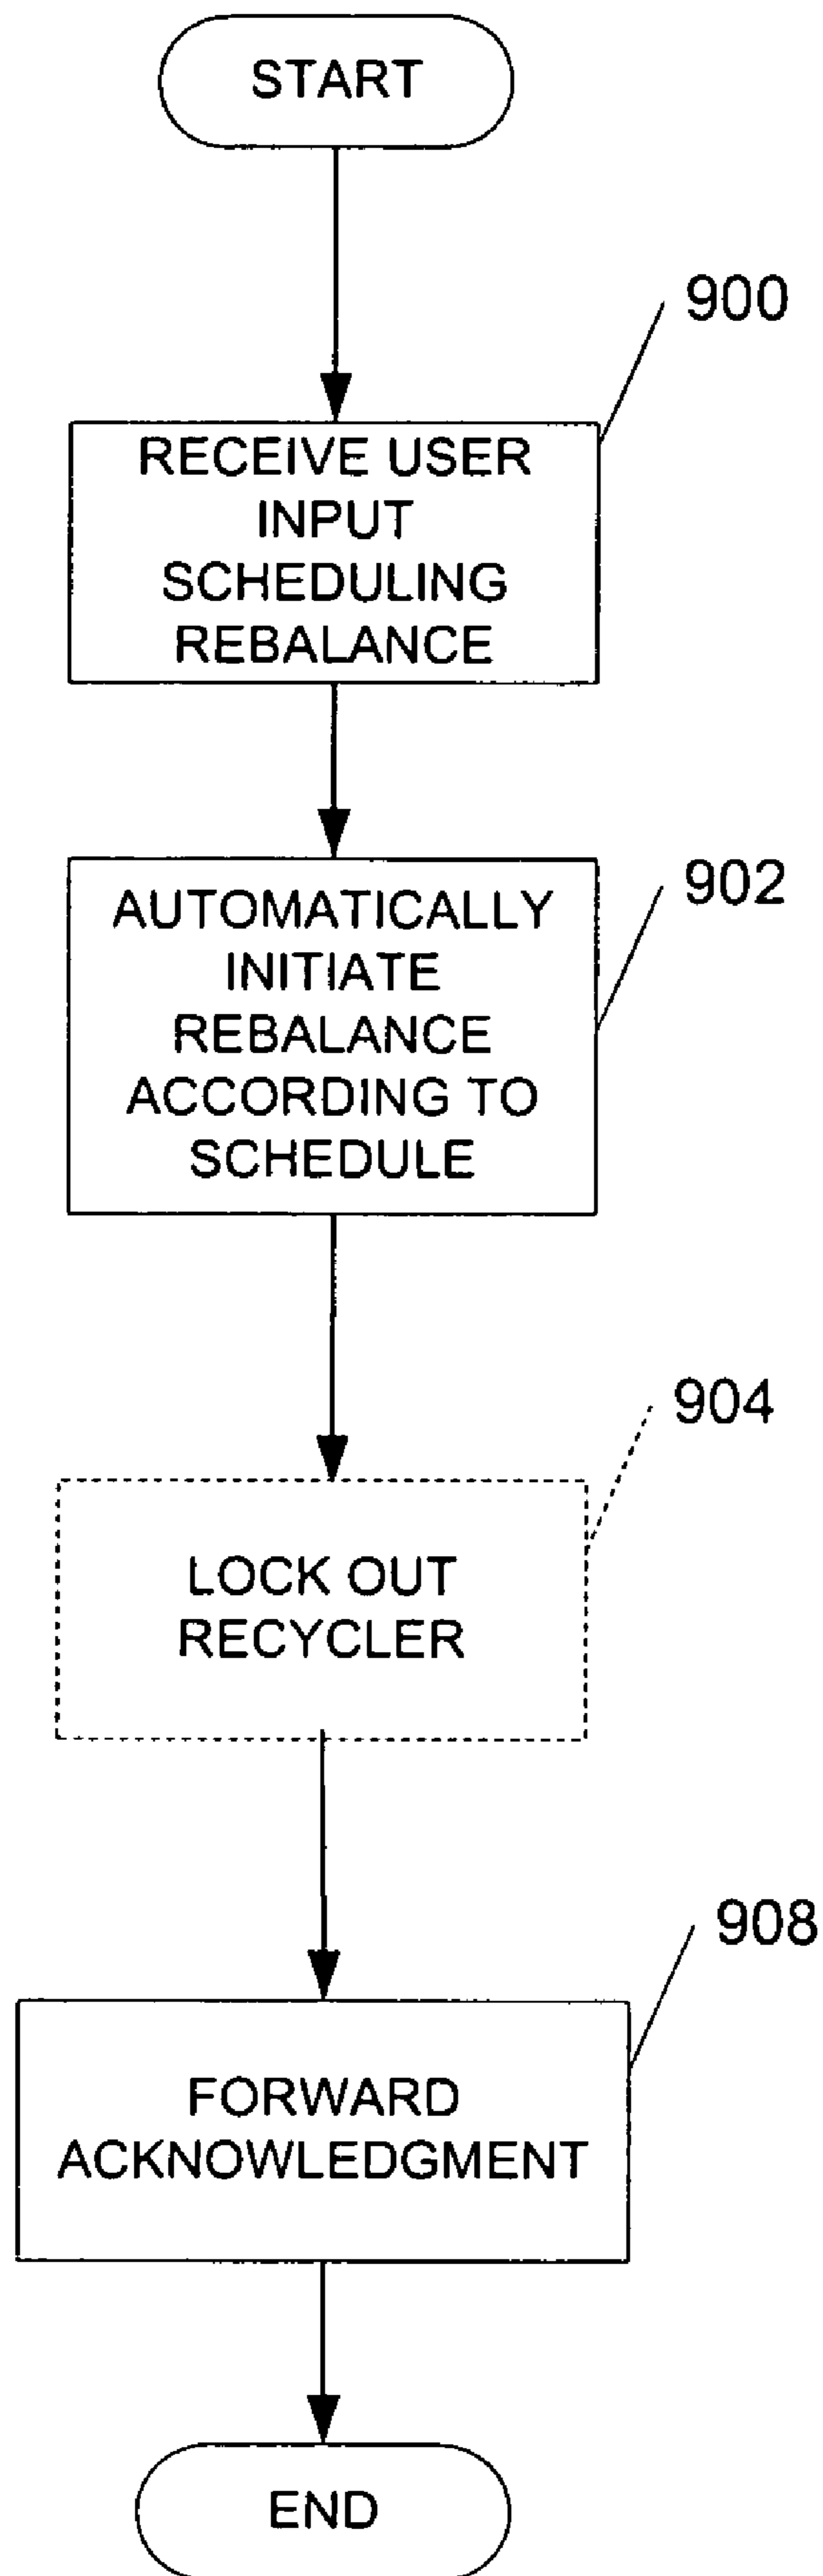 START
900
RECEIVE USER
INPUT
SCHEDULING
REBALANCE
902
AUTOMATICALLY
INITIATE
REBALANCE
ACCORDING TO
SCHEDULE
904
LOCK OUT
RECYCLER
908
FORWARD
ACKNOWLEDGMENT
END